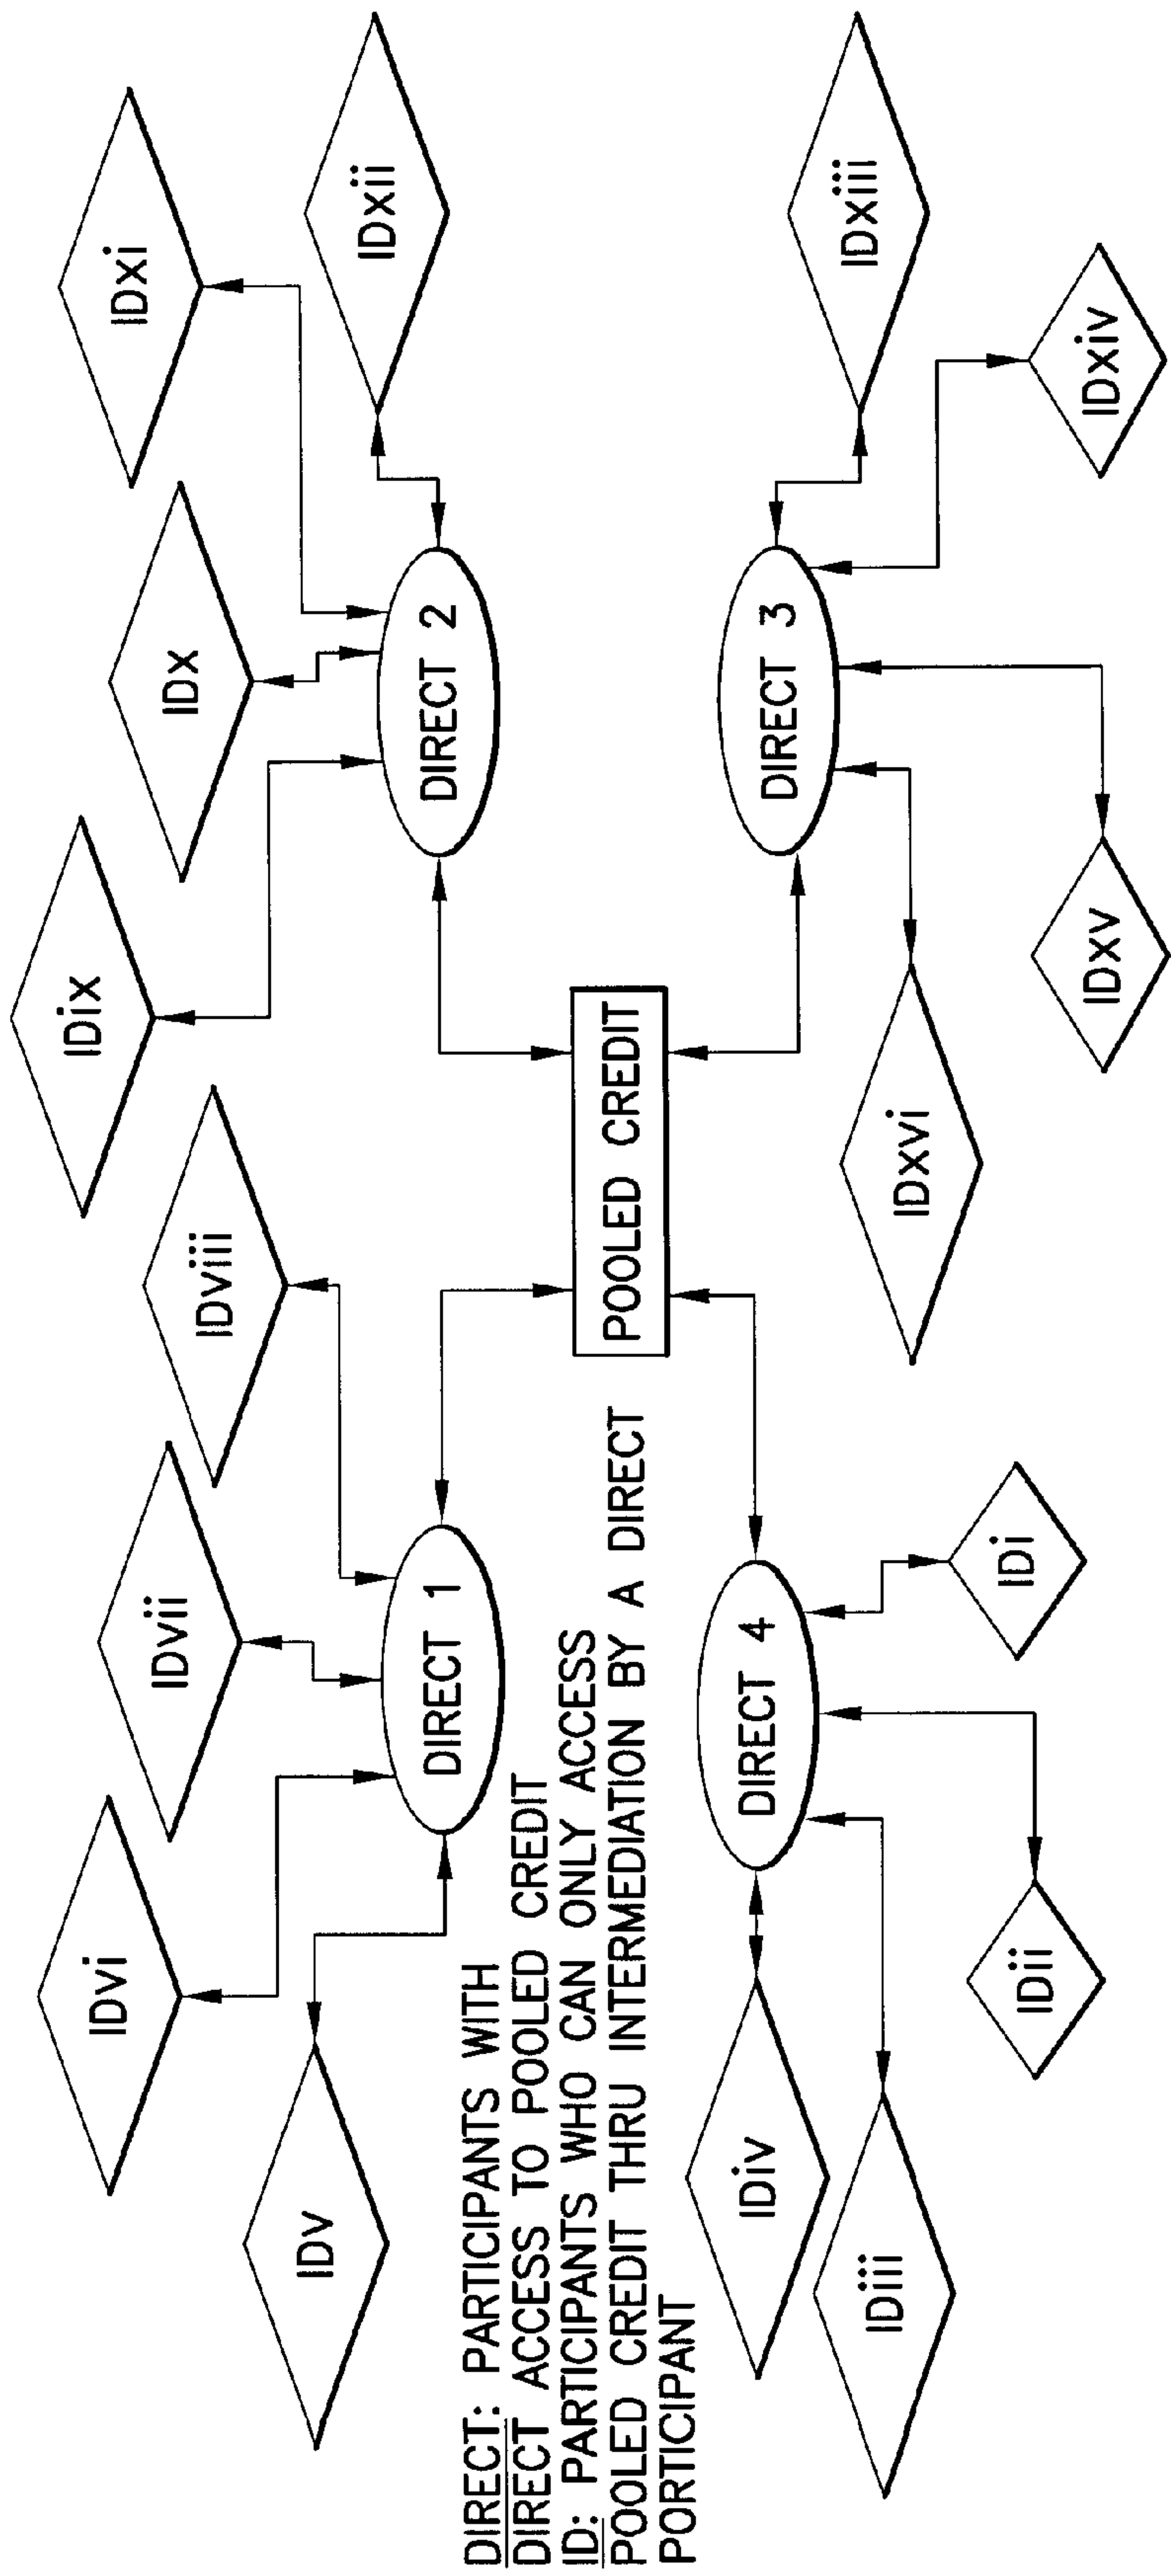 IDvi
IDvii
IDviii
IDix
IDx
IDxi
IDv
IDxii
DIRECT 1
DIRECT 2
DIRECT: PARTICIPANTS WITH
DIRECT ACCESS TO POOLED CREDIT
ID: PARTICIPANTS WHO CAN ONLY ACCESS
POOLED CREDIT THRU INTERMEDIATION BY A DIRECT
PORTICIPANT
POOLED CREDIT
DIRECT 4
DIRECT 3
IDiv
IDiii
IDii
IDi
IDxvi
IDxv
IDxiv
IDxiii